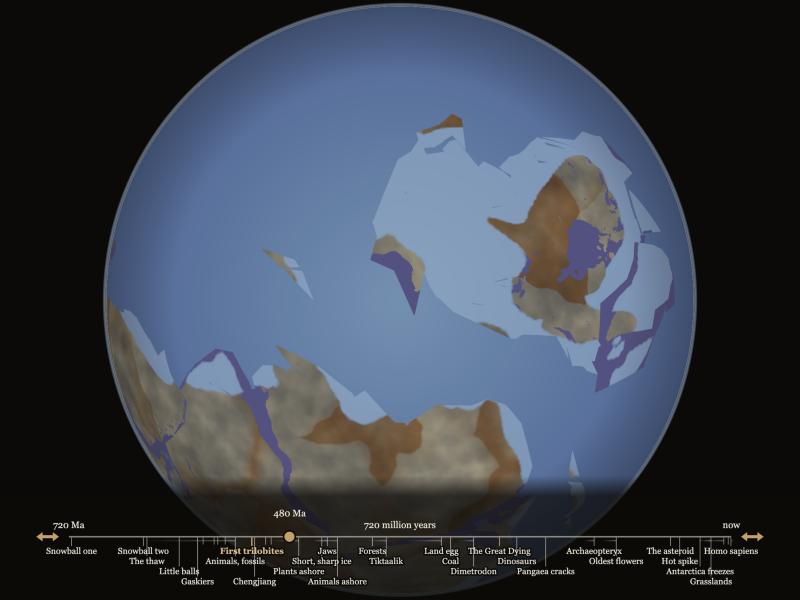 480 Ma
720 Ma
720 million years
now
Snowball one
Snowball two
First trilobites
Jaws
Forests
Land egg
The Great Dying
Archaeopteryx
The asteroid
Homo sapiens
The thaw
Animals, fossils
Short, sharp ice
Tiktaalik
Coal
Dinosaurs
Oldest flowers
Hot spike
Little balls
Plants ashore
Dimetrodon
Pangaea cracks
Antarctica freezes
Gaskiers
Chengjiang
Animals ashore
Grasslands